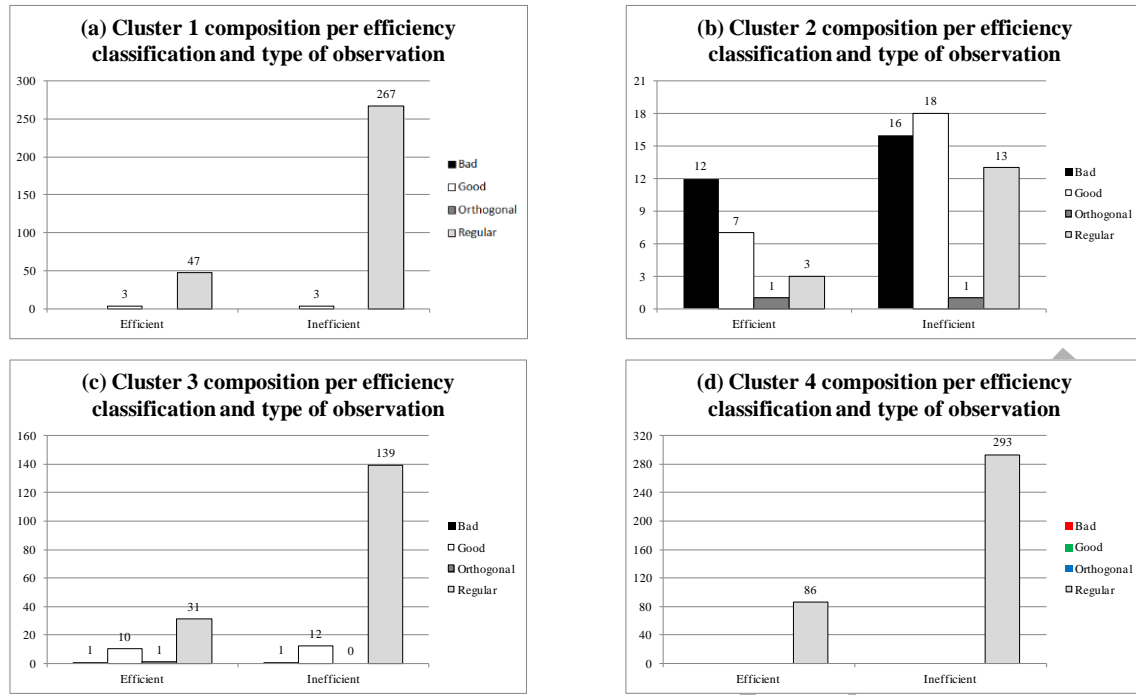 (a) Cluster 1 composition per efficiency
classification and type of observation
300
250
200
150
100
50
0
3
47
3
267
Efficient
Inefficient
Bad
Good
Orthogonal
Regular
(b) Cluster 2 composition per efficiency
classification and type of observation
21
18
15
12
9
6
3
0
12
7
1
3
16
18
1
13
Efficient
Inefficient
Bad
Good
Orthogonal
Regular
(c) Cluster 3 composition per efficiency
classification and type of observation
160
140
120
100
80
60
40
20
0
1
10
1
31
1
12
0
139
Efficient
Inefficient
Bad
Good
Orthogonal
Regular
(d) Cluster 4 composition per efficiency
classification and type of observation
320
280
240
200
160
120
80
40
0
86
293
Efficient
Inefficient
Bad
Good
Orthogonal
Regular